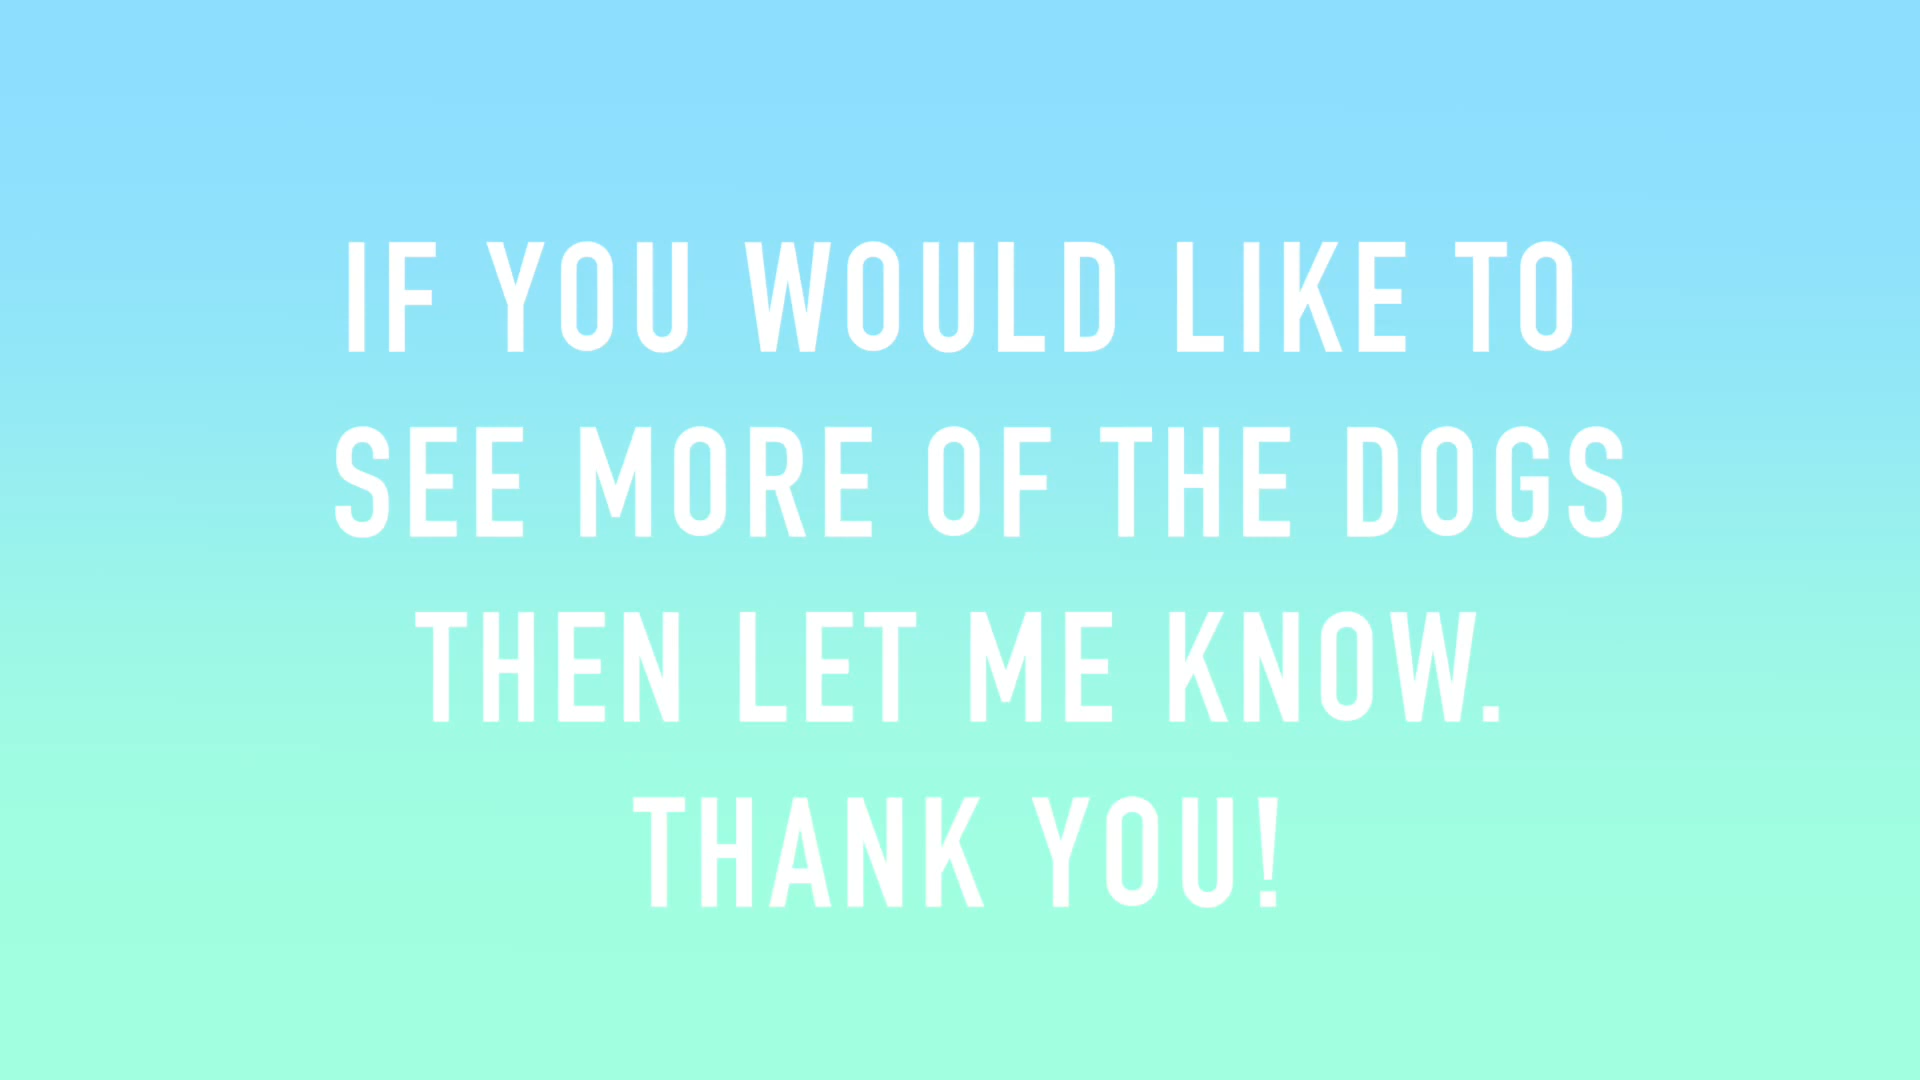 IF YOU WOULD LIKE TO
SEE MORE OF THE DOGS
THEN LET ME KNOW.
THANK YOU!